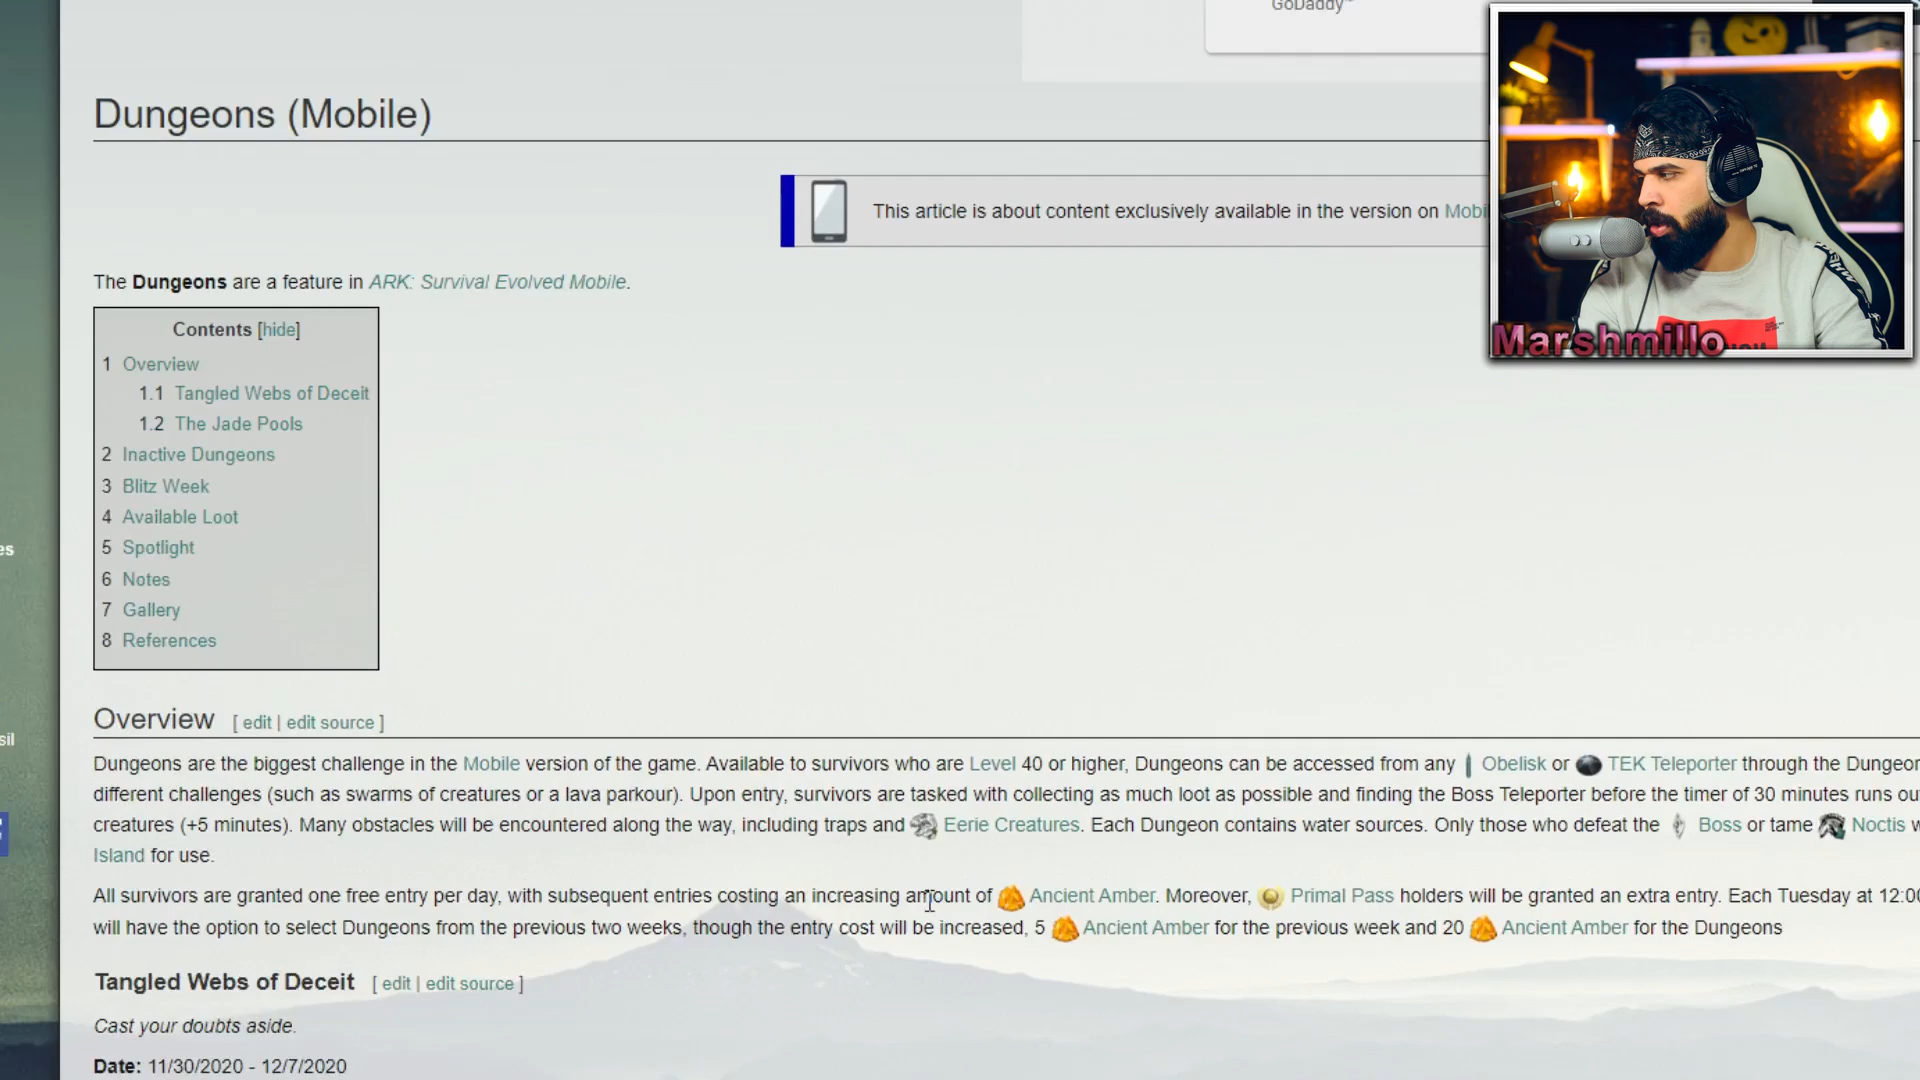 GoDaddy
Dungeons (Mobile)
This article is about content exclusively available in the version on Mobi
The Dungeons are a feature in ARK: Survival Evolved Mobile.
Contents [hide]
1 Overview
1.1 Tangled Webs of Deceit
1.2 The Jade Pools
2 Inactive Dungeons
3 Blitz Week
4 Available Loot
5 Spotlight
6 Notes
7 Gallery
8 References
Marshmillo
es
sil
Overview [ edit | edit source ]
Dungeons are the biggest challenge in the Mobile version of the game. Available to survivors who are Level 40 or higher, Dungeons can be accessed from any Obelisk or TEK Teleporter through the Dungeon
different challenges (such as swarms of creatures or a lava parkour). Upon entry, survivors are tasked with collecting as much loot as possible and finding the Boss Teleporter before the timer of 30 minutes runs ou
creatures (+5 minutes). Many obstacles will be encountered along the way, including traps and Eerie Creatures. Each Dungeon contains water sources. Only those who defeat the Boss or tame Noctis w
Island for use.
All survivors are granted one free entry per day, with subsequent entries costing an increasing amount of Ancient Amber. Moreover, Primal Pass holders will be granted an extra entry. Each Tuesday at 12:00
will have the option to select Dungeons from the previous two weeks, though the entry cost will be increased, 5 Ancient Amber for the previous week and 20 Ancient Amber for the Dungeons
Tangled Webs of Deceit [ edit | edit source ]
Cast your doubts aside.
Date: 11/30/2020 - 12/7/2020